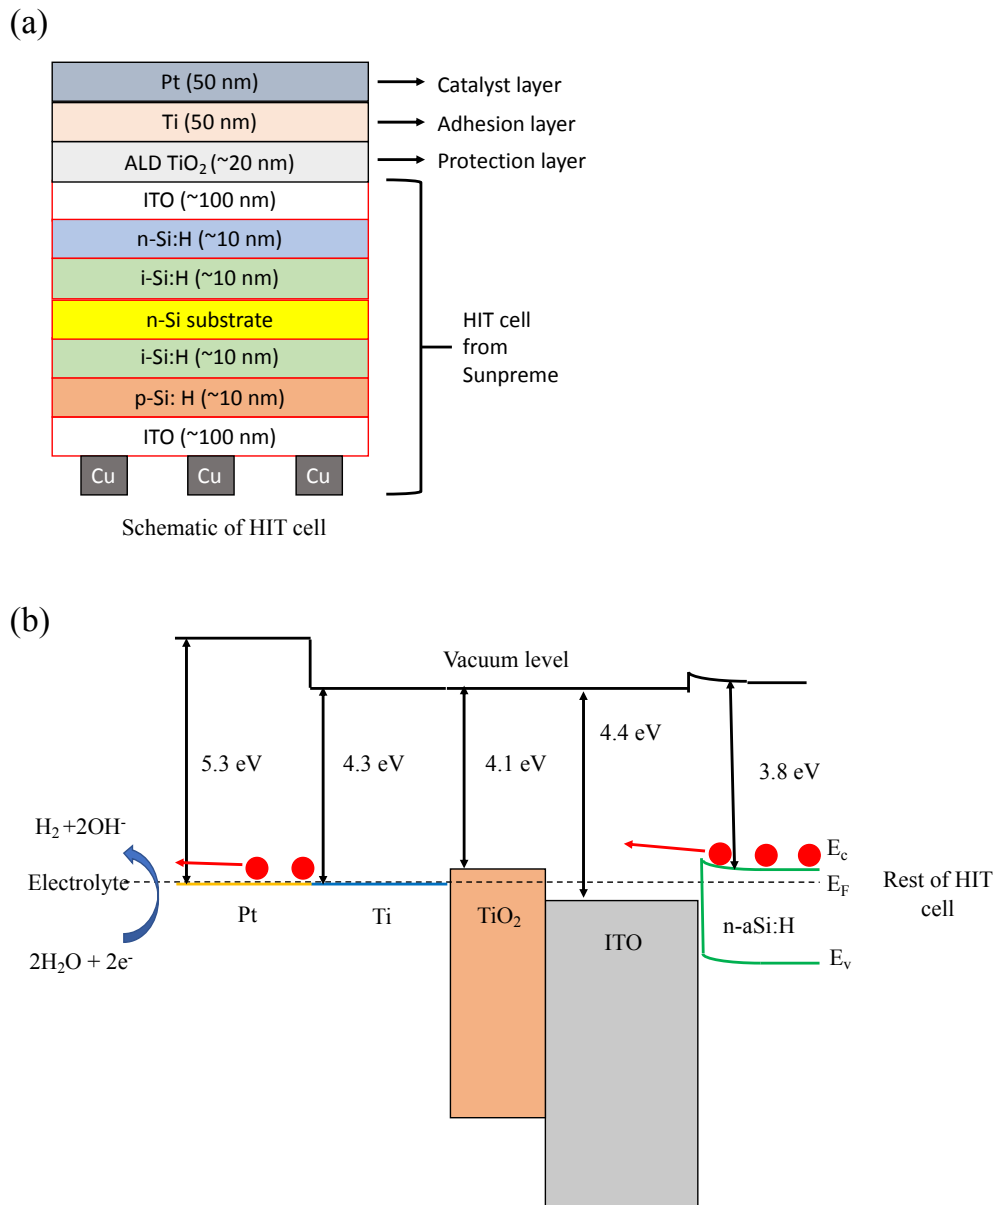 (a)
Pt (50 nm)
Catalyst layer
Ti (50 nm)
Adhesion layer
ALD TiO₂ (~20 nm)
Protection layer
ITO (~100 nm)
n-Si:H (~10 nm)
i-Si:H (~10 nm)
n-Si substrate
i-Si:H (~10 nm)
p-Si: H (~10 nm)
ITO (~100 nm)
Cu
Cu
Cu
HIT cell
from
Sunpreme
Schematic of HIT cell
(b)
Vacuum level
5.3 eV
4.3 eV
4.1 eV
4.4 eV
3.8 eV
H₂ +2OH⁻
Electrolyte
2H₂O + 2e⁻
Pt
Ti
TiO₂
ITO
n-aSi:H
E꜀
E_F
Eᵥ
Rest of HIT
cell